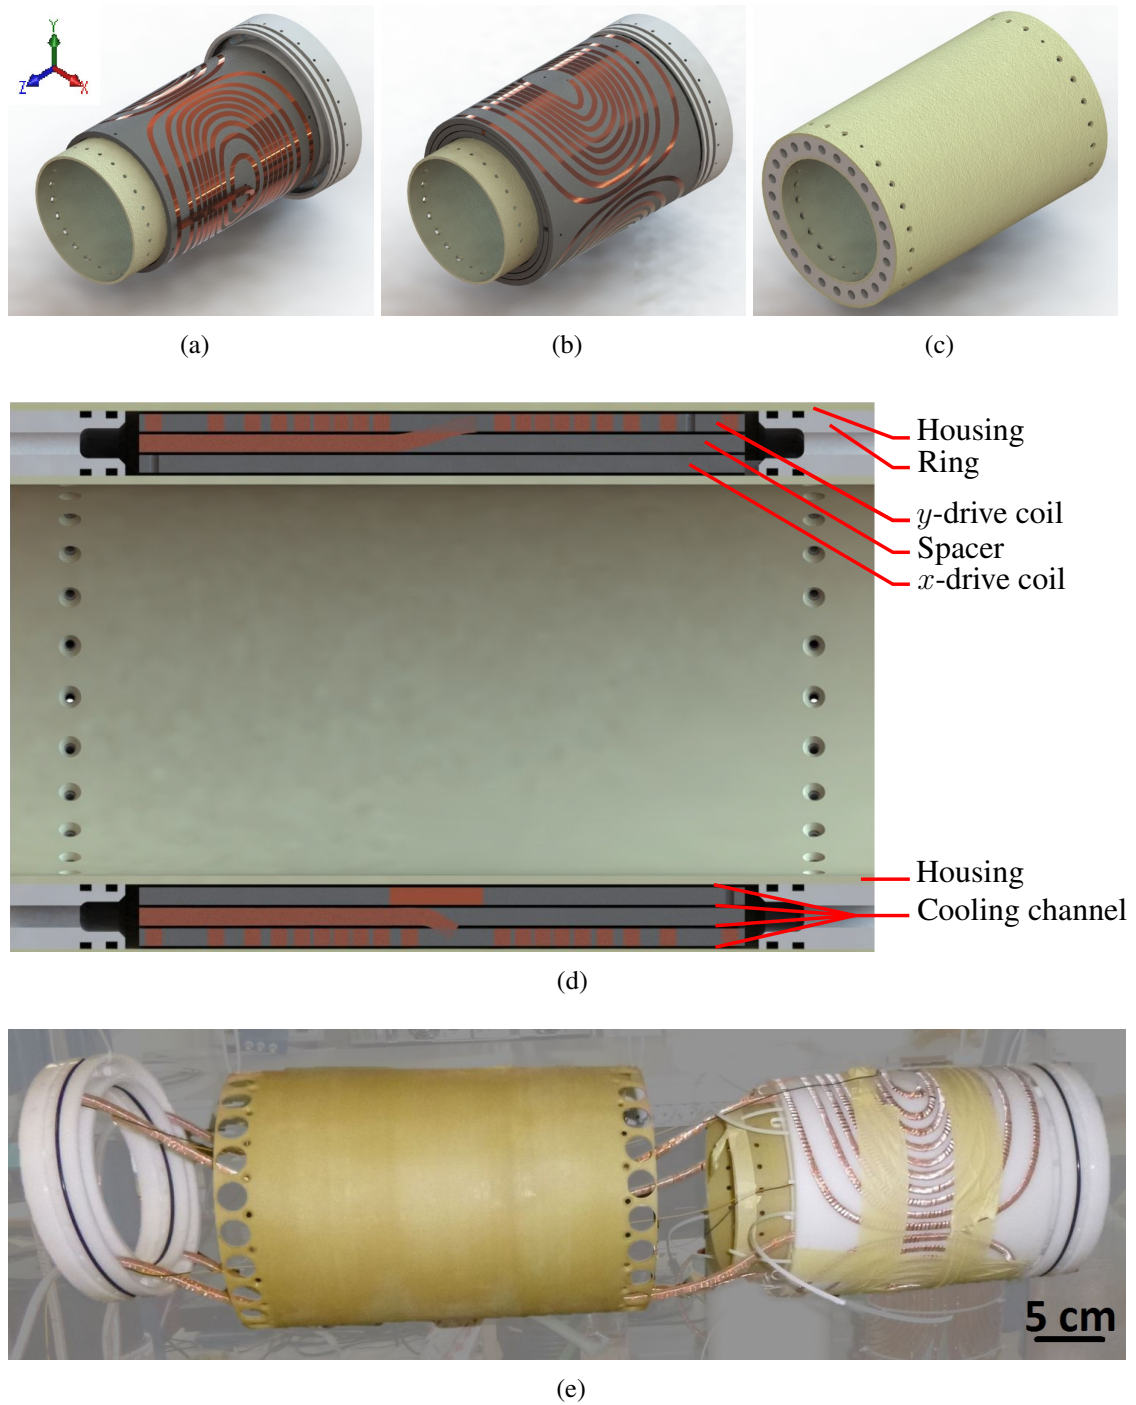 Y
Z
X
(a)
(b)
(c)
Housing
Ring
y-drive coil
Spacer
x-drive coil
Housing
Cooling channel
(d)
5 cm
(e)